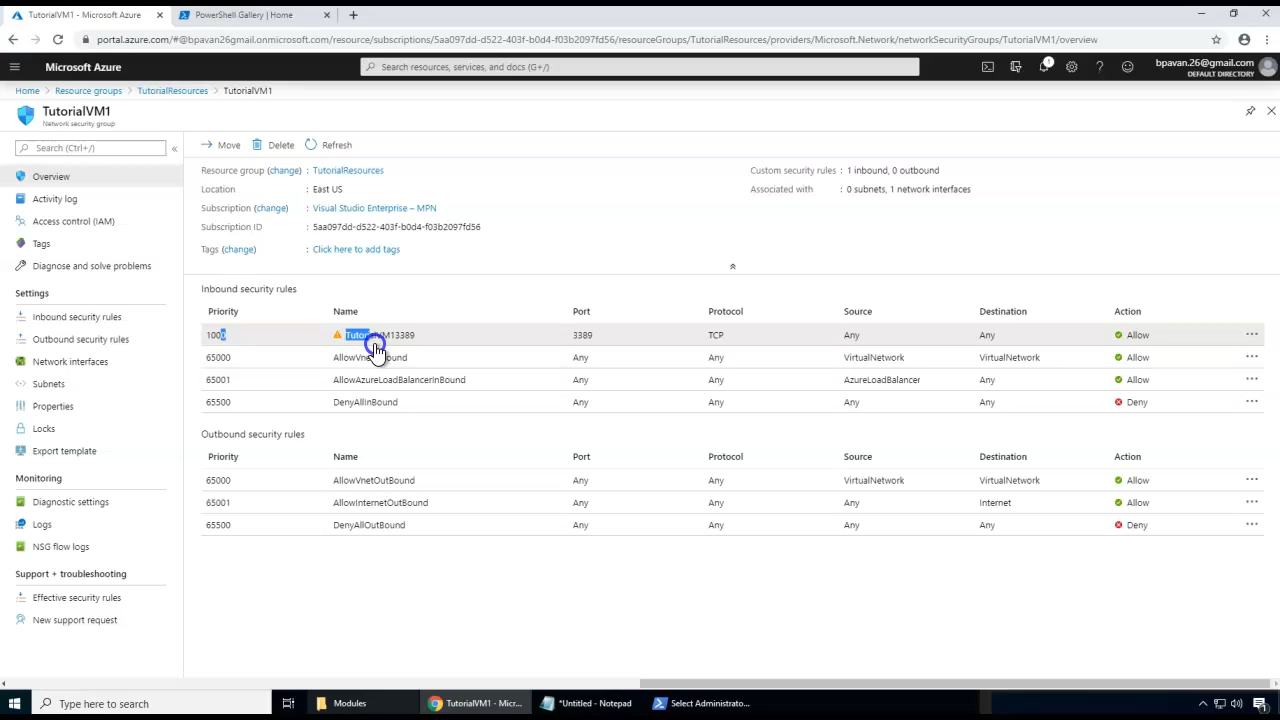 TutorialVM1 - Microsoft Azure
PowerShell Gallery | Home
portal.azure.com/#@bpavan26gmail.onmicrosoft.com/resource/subscriptions/5aa097dd-d522-403f-b0d4-f03b2097fd56/resourceGroups/TutorialResources/providers/Microsoft.Network/networkSecurityGroups/TutorialVM1/overview
Microsoft Azure
Search resources, services, and docs (G+/)
1
bpavan.26@gmail.com
DEFAULT DIRECTORY
Home > Resource groups > TutorialResources > TutorialVM1
TutorialVM1
Network security group
Search (Ctrl+/)
«
Overview
Activity log
Access control (IAM)
Tags
Diagnose and solve problems
Settings
Inbound security rules
Outbound security rules
Network interfaces
Subnets
Properties
Locks
Export template
Monitoring
Diagnostic settings
Logs
NSG flow logs
Support + troubleshooting
Effective security rules
New support request
Move Delete Refresh
Resource group (change) : TutorialResources
Location : East US
Subscription (change) : Visual Studio Enterprise – MPN
Subscription ID : 5aa097dd-d522-403f-b0d4-f03b2097fd56
Tags (change) : Click here to add tags
Custom security rules : 1 inbound, 0 outbound
Associated with : 0 subnets, 1 network interfaces
Inbound security rules
Priority Name Port Protocol Source Destination Action
1000 TutorialVM13389 3389 TCP Any Any Allow
65000 AllowVnetInBound Any Any VirtualNetwork VirtualNetwork Allow
65001 AllowAzureLoadBalancerInBound Any Any AzureLoadBalancer Any Allow
65500 DenyAllInBound Any Any Any Any Deny
Outbound security rules
Priority Name Port Protocol Source Destination Action
65000 AllowVnetOutBound Any Any VirtualNetwork VirtualNetwork Allow
65001 AllowInternetOutBound Any Any Any Internet Allow
65500 DenyAllOutBound Any Any Any Any Deny
Type here to search
Modules
TutorialVM1 - Micr...
*Untitled - Notepad
Select Administrato...
1